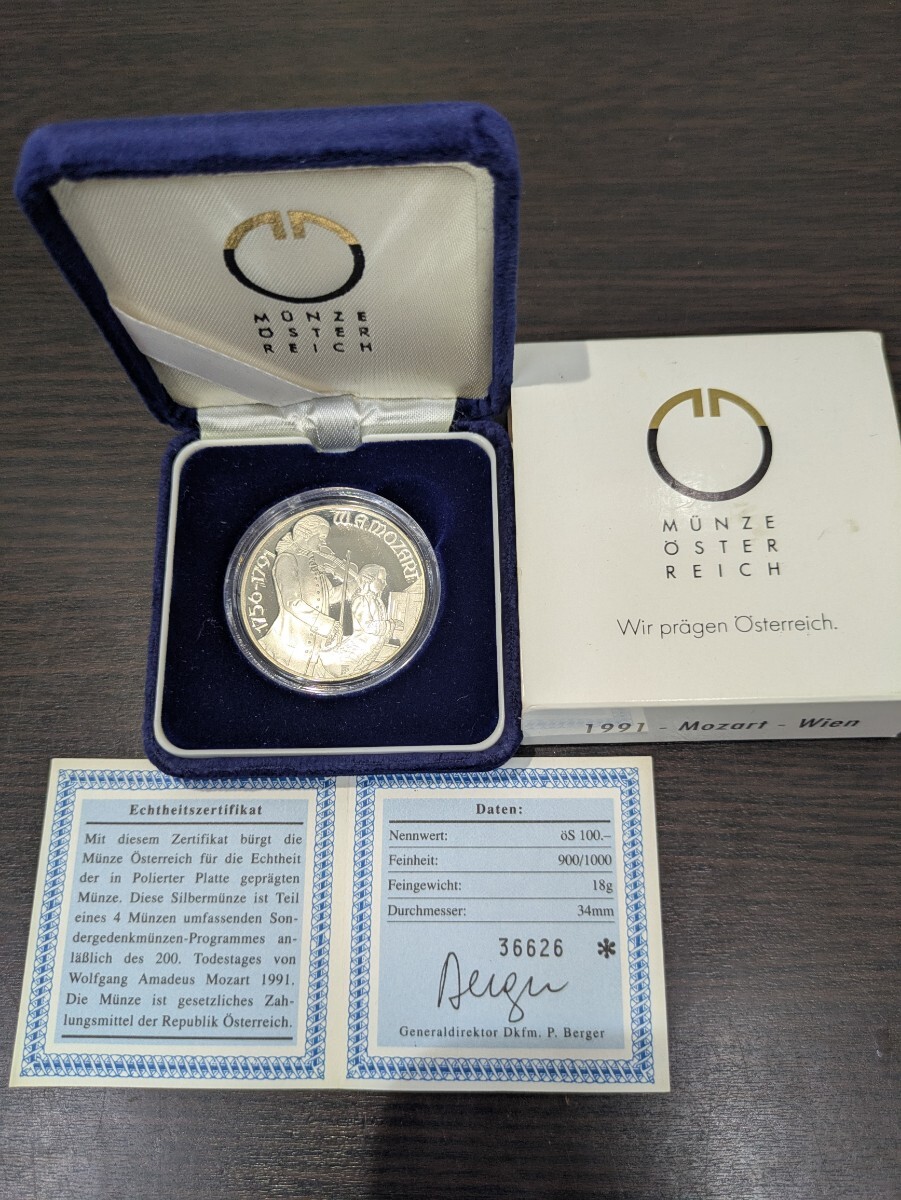 MÜNZE
ÖSTER
REICH
W.A.MOZART
1756-1791
MÜNZE
ÖSTER
REICH
Wir prägen Österreich.
1991 - Mozart - Wien
Echtheitszertifikat
Mit diesem Zertifikat bürgt die
Münze Österreich für die Echtheit
der in Polierter Platte geprägten
Münze. Diese Silbermünze ist Teil
eines 4 Münzen umfassenden Son-
dergedenkmünzen-Programmes an-
läßlich des 200. Todestages von
Wolfgang Amadeus Mozart 1991.
Die Münze ist gesetzliches Zah-
lungsmittel der Republik Österreich.
Daten:
Nennwert: öS 100.–
Feinheit: 900/1000
Feingewicht: 18g
Durchmesser: 34mm
36626 *
Berger
Generaldirektor Dkfm. P. Berger